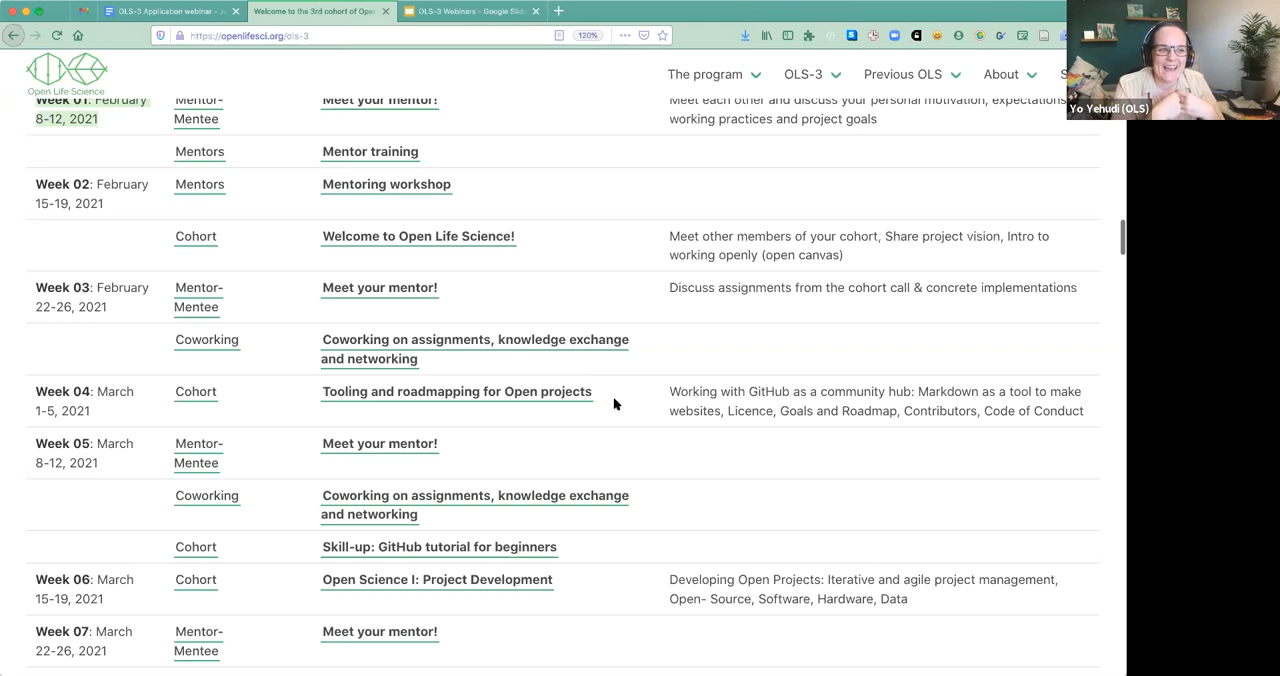 OLS-3 Application webinar - J
Welcome to the 3rd cohort of Open
OLS-3 Webinars - Google Slide
https://openlifesci.org/ols-3
120%
Open Life Science
The program
OLS-3
Previous OLS
About
S
Yo Yehudi (OLS)
Week 01: February
8-12, 2021
Mentor-
Mentee
Meet your mentor!
Meet each other and discuss your personal motivation, expectations
working practices and project goals
Mentors
Mentor training
Week 02: February
15-19, 2021
Mentors
Mentoring workshop
Cohort
Welcome to Open Life Science!
Meet other members of your cohort, Share project vision, Intro to
working openly (open canvas)
Week 03: February
22-26, 2021
Mentor-
Mentee
Meet your mentor!
Discuss assignments from the cohort call & concrete implementations
Coworking
Coworking on assignments, knowledge exchange
and networking
Week 04: March
1-5, 2021
Cohort
Tooling and roadmapping for Open projects
Working with GitHub as a community hub: Markdown as a tool to make
websites, Licence, Goals and Roadmap, Contributors, Code of Conduct
Week 05: March
8-12, 2021
Mentor-
Mentee
Meet your mentor!
Coworking
Coworking on assignments, knowledge exchange
and networking
Cohort
Skill-up: GitHub tutorial for beginners
Week 06: March
15-19, 2021
Cohort
Open Science I: Project Development
Developing Open Projects: Iterative and agile project management,
Open- Source, Software, Hardware, Data
Week 07: March
22-26, 2021
Mentor-
Mentee
Meet your mentor!